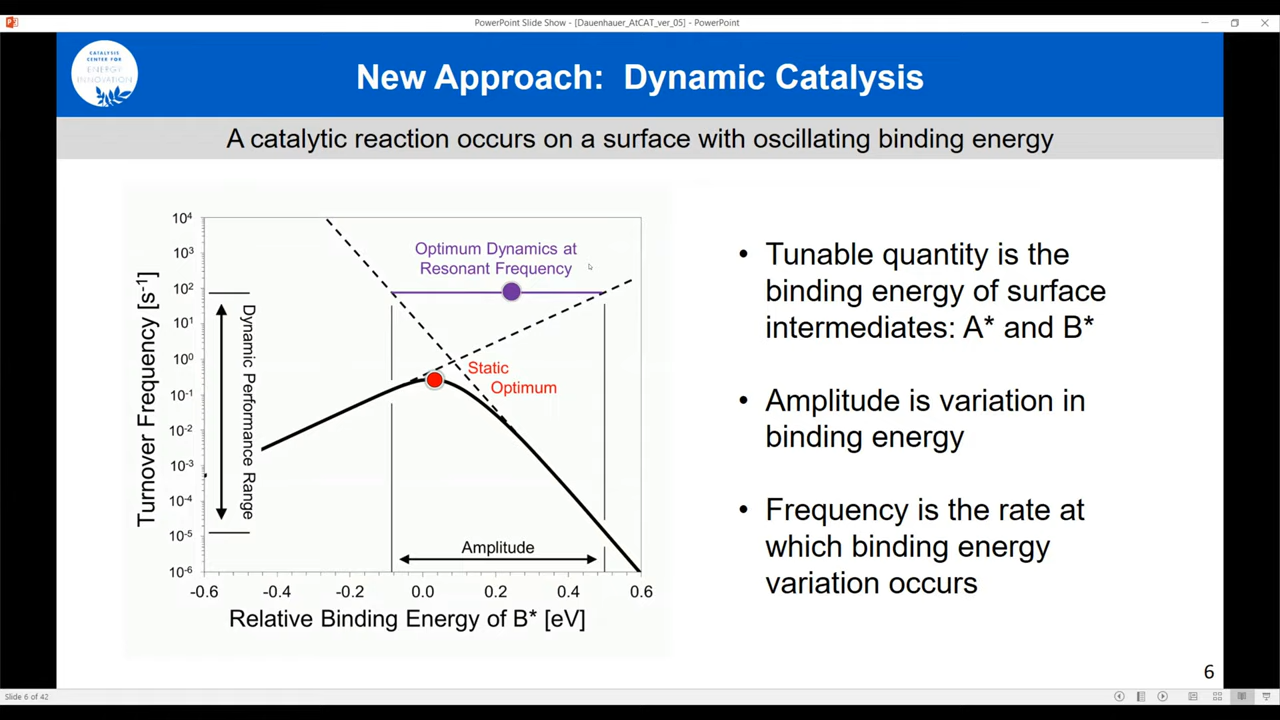 PowerPoint Slide Show - [Dauenhauer_AtCAT_ver_05] - PowerPoint
CATALYSIS
CENTER FOR
ENERGY
INNOVATION
New Approach: Dynamic Catalysis
A catalytic reaction occurs on a surface with oscillating binding energy
Turnover Frequency [s⁻¹]
10⁴
10³
10²
10¹
10⁰
10⁻¹
10⁻²
10⁻³
10⁻⁴
10⁻⁵
10⁻⁶
Dynamic Performance Range
Optimum Dynamics at
Resonant Frequency
Static
Optimum
Amplitude
-0.6 -0.4 -0.2 0.0 0.2 0.4 0.6
Relative Binding Energy of B* [eV]
• Tunable quantity is the
binding energy of surface
intermediates: A* and B*
• Amplitude is variation in
binding energy
• Frequency is the rate at
which binding energy
variation occurs
6
Slide 6 of 42